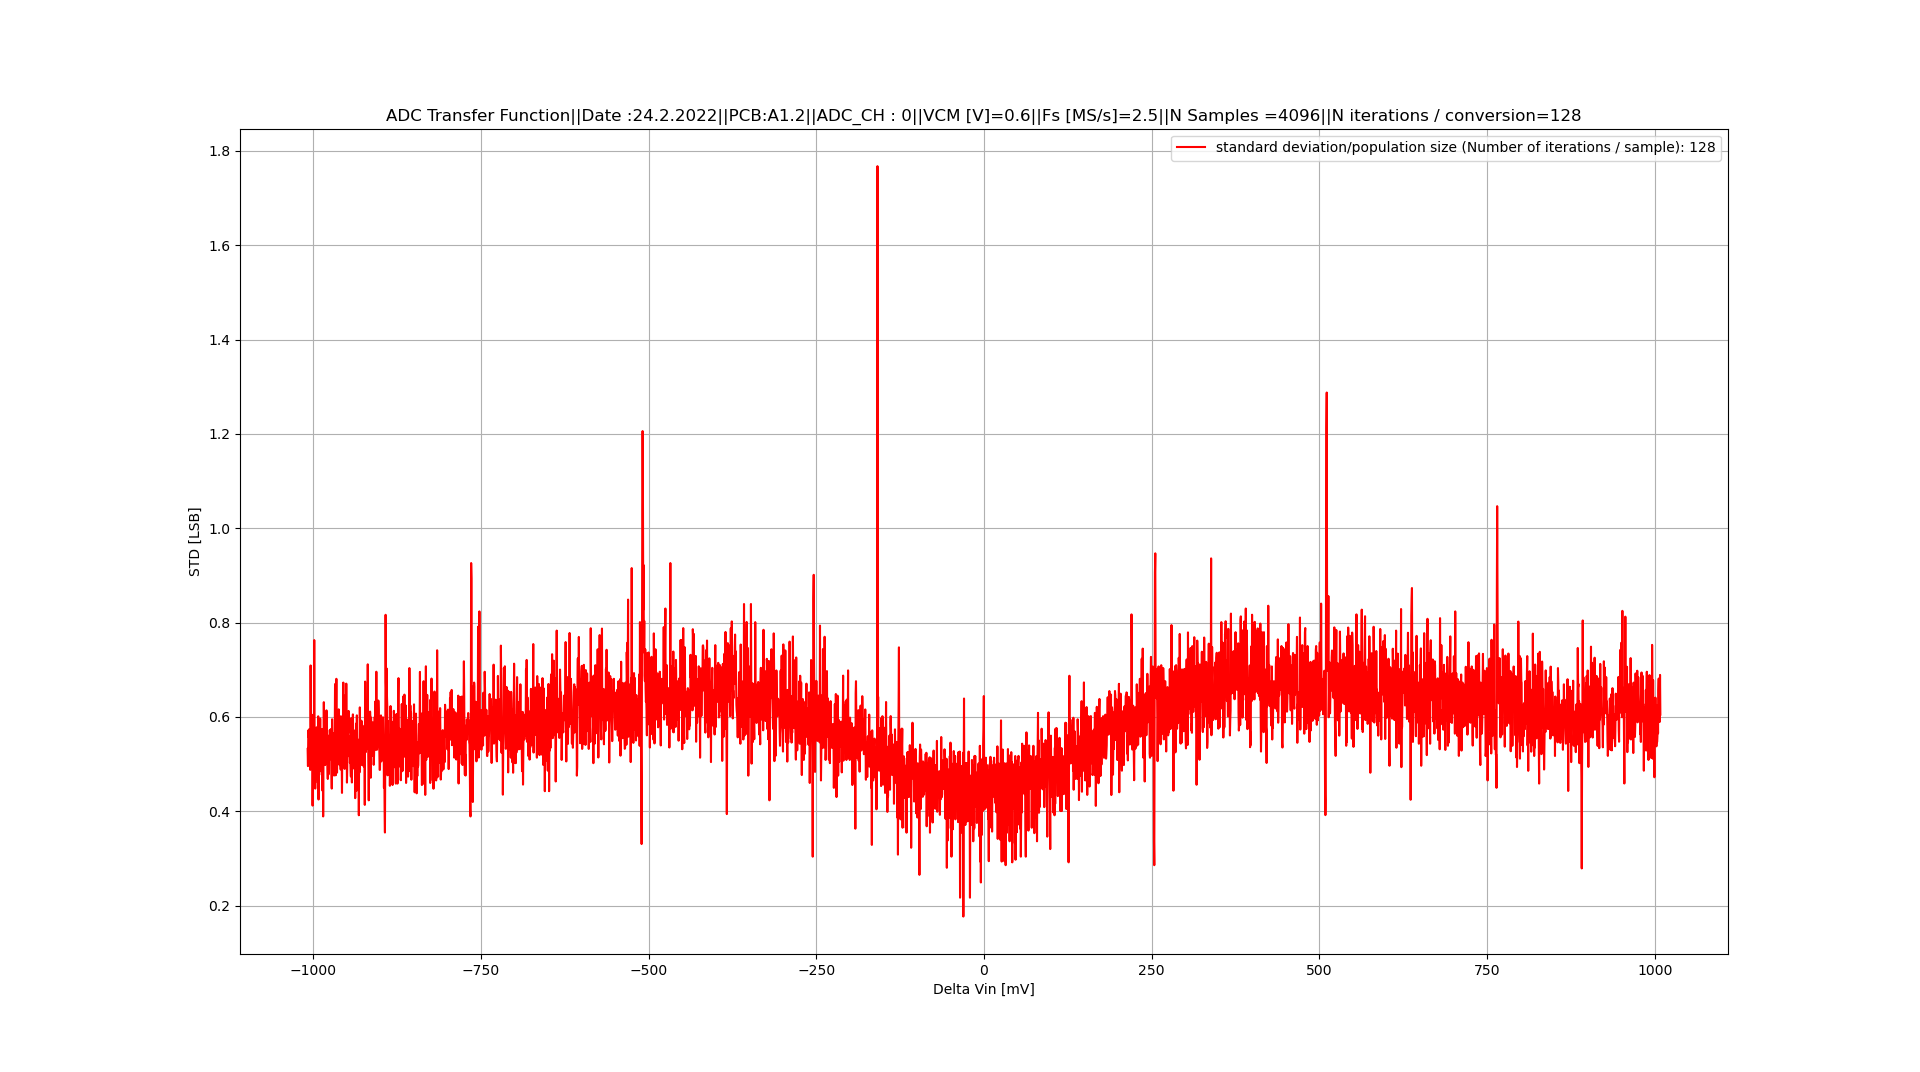 ADC Transfer Function||Date :24.2.2022||PCB:A1.2||ADC_CH : 0||VCM [V]=0.6||Fs [MS/s]=2.5||N Samples =4096||N iterations / conversion=128
standard deviation/population size (Number of iterations / sample): 128
1.8
1.6
1.4
1.2
1.0
0.8
0.6
0.4
0.2
STD [LSB]
−1000 −750 −500 −250 0 250 500 750 1000
Delta Vin [mV]